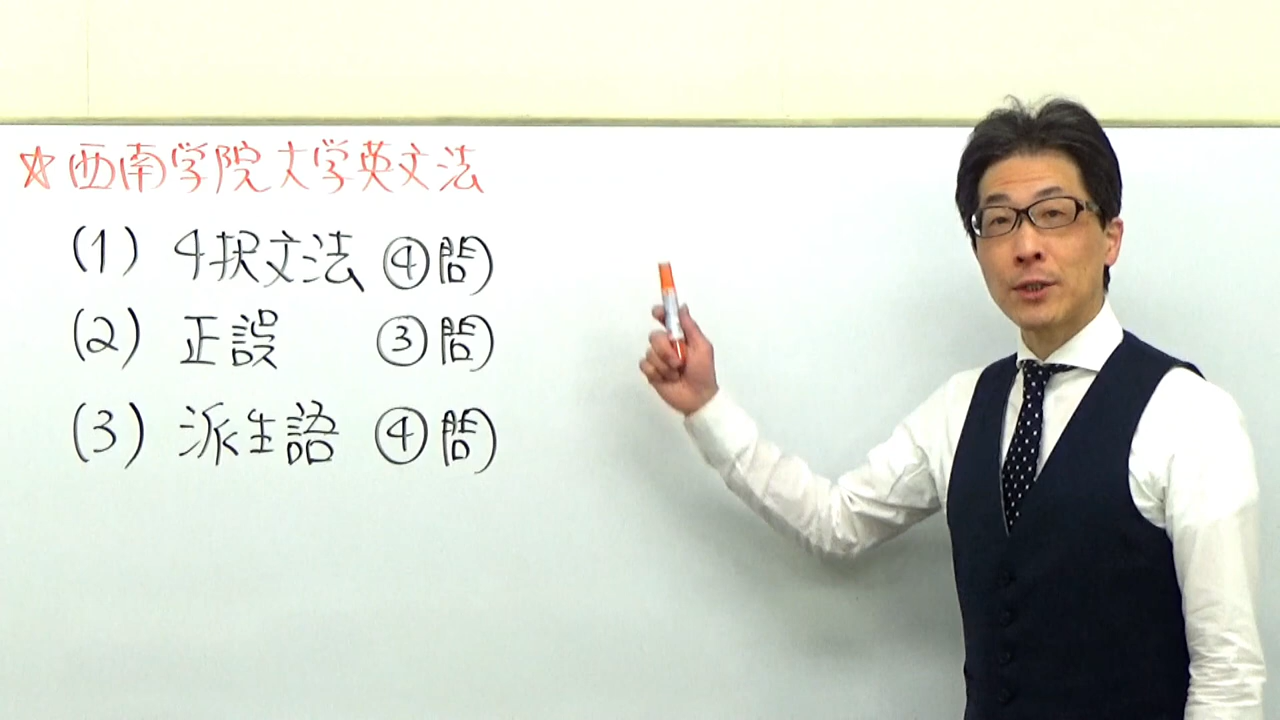 ☆西南学院大学英文法
(1) 4択文法 ④問
(2) 正誤 ③問
(3) 派生語 ④問